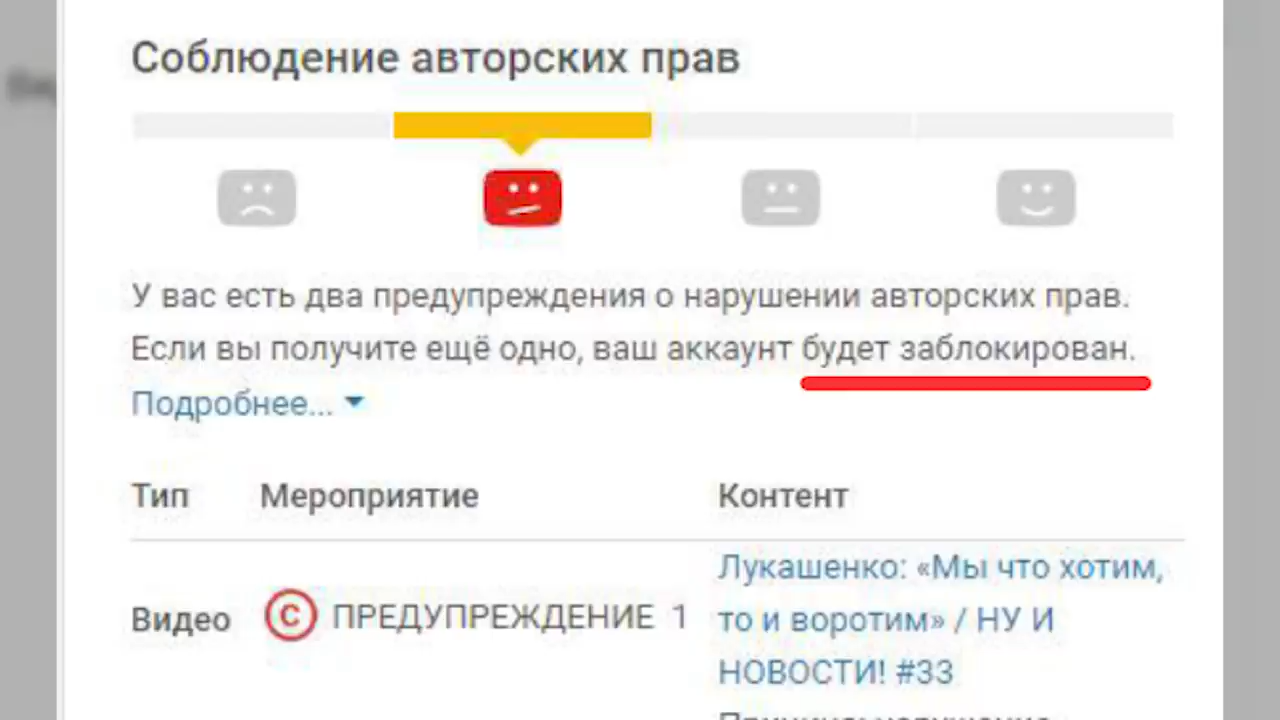 Соблюдение авторских прав
У вас есть два предупреждения о нарушении авторских прав.
Если вы получите ещё одно, ваш аккаунт будет заблокирован.
Подробнее...
Тип Мероприятие Контент
Видео © ПРЕДУПРЕЖДЕНИЕ 1
Лукашенко: «Мы что хотим,
то и воротим» / НУ И
НОВОСТИ! #33